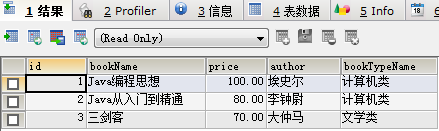 1 结果 2 Profiler 3 信息 4 表数据 5 Info
(Read Only)
id bookName price author bookTypeName
1 Java编程思想 100.00 埃史尔 计算机类
2 Java从入门到精通 80.00 李钟尉 计算机类
3 三剑客 70.00 大仲马 文学类